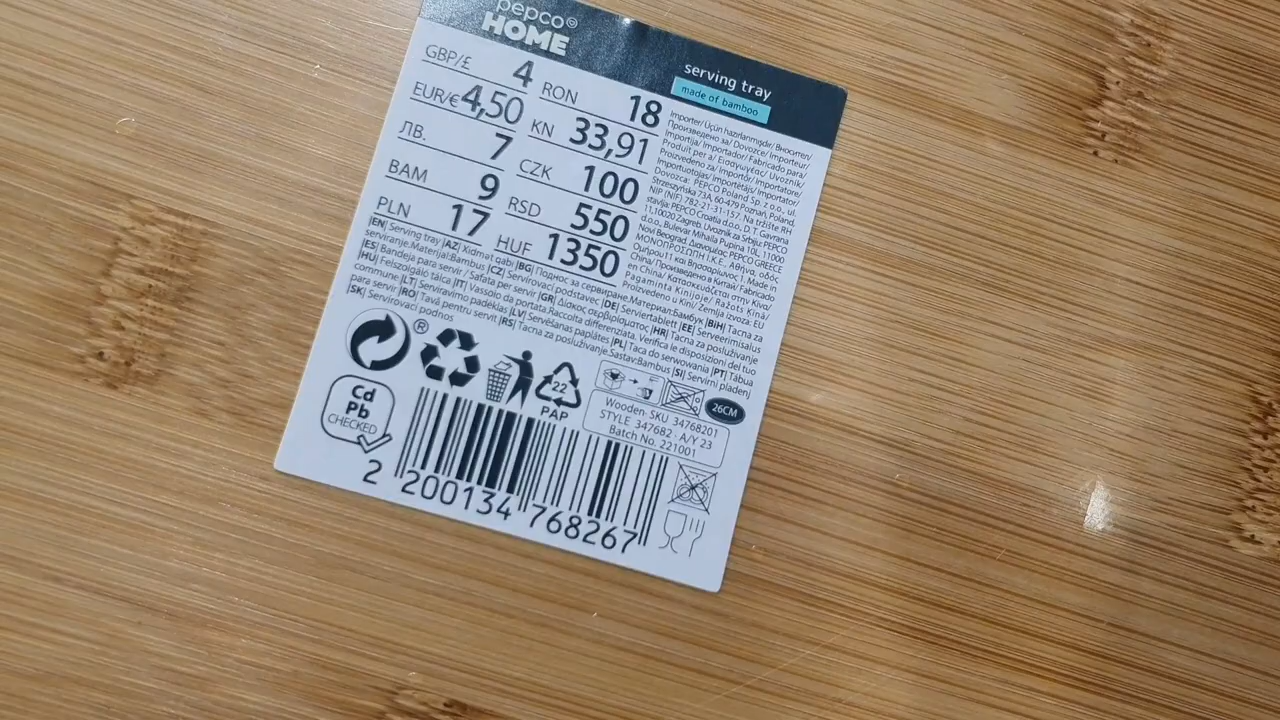 pepco
HOME
serving tray
made of bamboo
GBP/£ 4
EUR/€ 4,50
ЛВ. 7
BAM 9
PLN 17
RON 18
KN 33,91
CZK 100
RSD 550
HUF 1350
Importer/ Üçün hazırlanmışdır/ Вносител/
Произведено за/ Dovozce/ Importeur/
Importija/ Importador/ Fabricado para/
Produit per a/ Εισαγωγέας/ Uvoznik/
Proizvedeno za/ Importőr/ Importatore/
Importuotojas/ Importētājs/ Importator/
Dovozca: PEPCO Poland Sp. z o.o. ul.
Strzeszyńska 73A, 60-479 Poznań, Poland,
NIP (NIF) 782-21-31-157. Na tržište RH
stavlja: PEPCO Croatia d.o.o. D.T. Gavrana
11,10020 Zagreb. Uvoznik za Srbiju: PEPCO
d.o.o., Bulevar Mihaila Pupina 10L, 11000
Novi Beograd. Διανομέας: PEPCO GREECE
ΜΟΝΟΠΡΟΣΩΠΗ Ι.Κ.Ε. Αθήνα, οδός
Ομήρου 11 και Βησσαρίωνος 1. Made in
China/ Произведено в Китай/ Fabricado
en China/ Κατασκευάζεται στην Κίνα/
Pagaminta Kinijoje/ Ražots Ķīnā/
Proizvedeno u Kini/ Zemlja izvoza: EU
|EN| Serving tray |AZ| Xidmət qabı |BG| Поднос за сервиране.Материал:Бамбук |BiH| Tacna za
serviranje.Materijal:Bambus |CZ| Servírovací podstavec |DE| Serviertablett |EE| Serveerimisalus
|ES| Bandeja para servir / Safata per servir |GR| Δίσκος σερβιρίσματος |HR| Tacna za posluživanje
|HU| Felszolgáló tálca |IT| Vassoio da portata.Raccolta differenziata. Verifica le disposizioni del tuo
commune |LT| Serviravimo padėklas |LV| Servēšanas paplātes |PL| Taca do serwowania |PT| Tábua
para servir |RO| Tavă pentru servit |RS| Tacna za posluživanje.Sastav:Bambus |SI| Servirni pladenj
|SK| Servírovací podnos
®
22
PAP
Cd
Pb
CHECKED
26CM
Wooden· SKU 34768201
STYLE 347682 · A/Y 23
Batch No. 221001
2 200134 768267